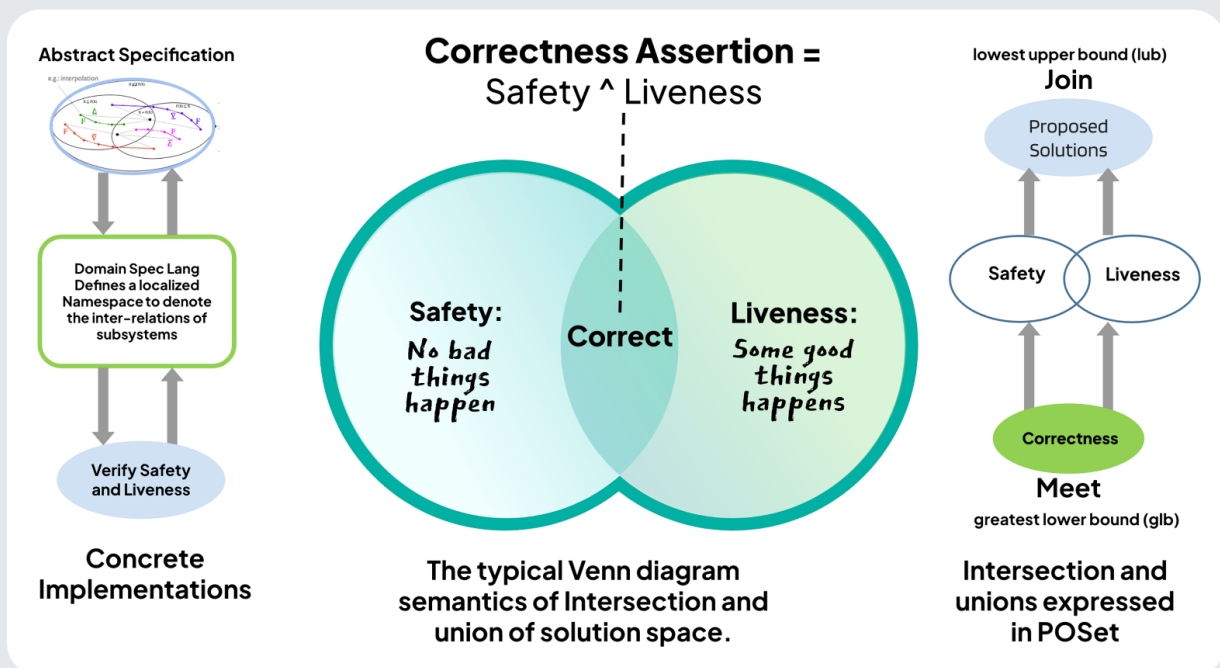 Abstract Specification
e.g.: interpolation
F
F
F
F
Domain Spec Lang
Defines a localized
Namespace to denote
the inter-relations of
subsystems
Verify Safety
and Liveness
Concrete
Implementations
Correctness Assertion =
Safety ^ Liveness
Safety:
No bad
things
happen
Correct
Liveness:
Some good
things
happens
The typical Venn diagram
semantics of Intersection and
union of solution space.
lowest upper bound (lub)
Join
Proposed
Solutions
Safety
Liveness
Correctness
Meet
greatest lower bound (glb)
Intersection and
unions expressed
in POSet